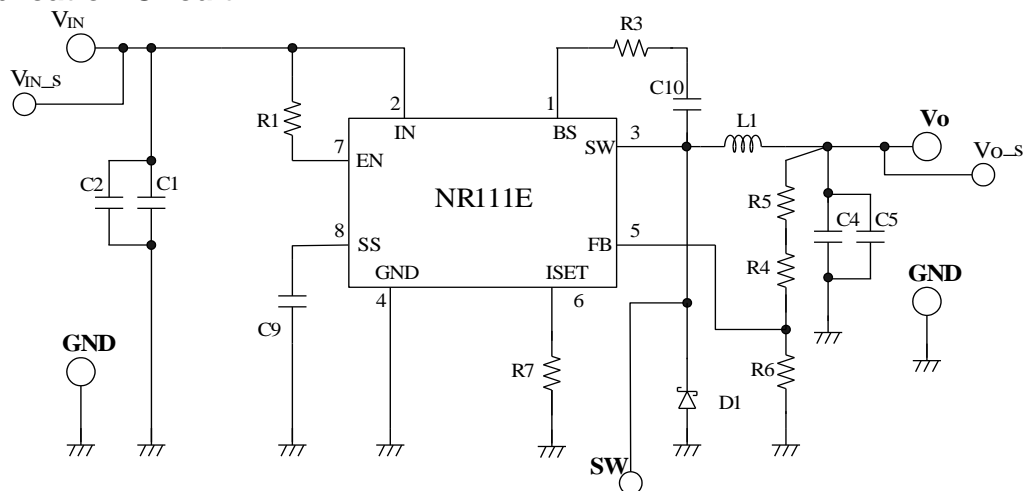 VIN
R3
VIN_S
C10
2
1
L1
Vo
R1
IN
BS
3
SW
VO_S
7
EN
C2
C1
NR111E
R5
C4
C5
8
SS
5
FB
GND
ISET
R4
GND
4
6
C9
GND
R7
R6
D1
SW